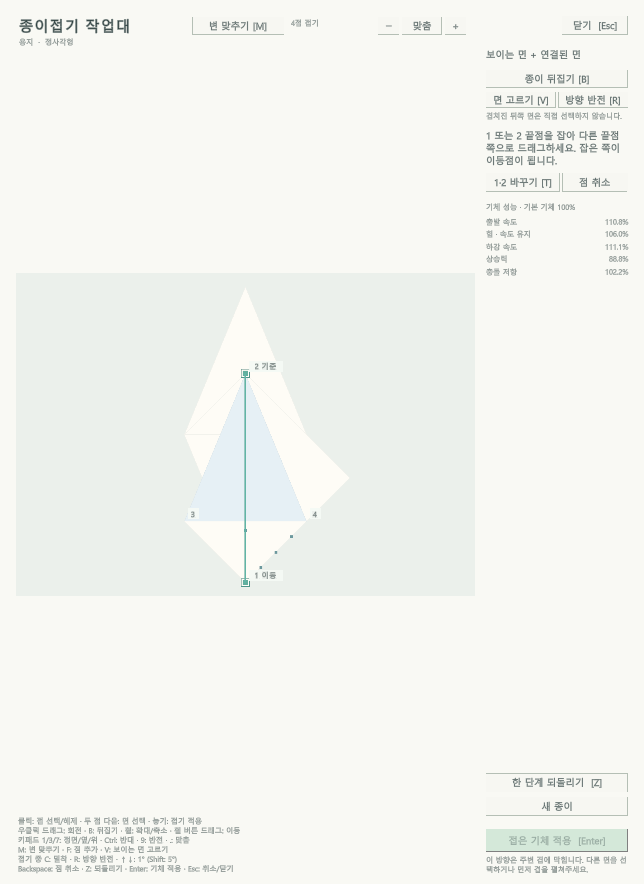 종이접기 작업대
용지 · 정사각형
변 맞추기 [M]
4점 접기
−
맞춤
+
닫기 [Esc]
보이는 면 + 연결된 면
종이 뒤집기 [B]
면 고르기 [V]
방향 반전 [R]
겹쳐진 뒤쪽 면은 직접 선택하지 않습니다.
1 또는 2 끝점을 잡아 다른 끝점
쪽으로 드래그하세요. 잡은 쪽이
이동점이 됩니다.
1·2 바꾸기 [T]
점 취소
기체 성능 · 기본 기체 100%
출발 속도 110.8%
힘 · 속도 유지 106.0%
하강 속도 111.1%
상승력 88.8%
충돌 저항 102.2%
2 기준
3
4
1 이동
한 단계 되돌리기 [Z]
새 종이
접은 기체 적용 [Enter]
이 방향은 주변 겹에 막힙니다. 다른 면을 선
택하거나 먼저 겹을 펼쳐주세요.
클릭: 점 선택/해제 · 두 점 다음: 면 선택 · 놓기: 접기 적용
우클릭 드래그: 회전 · B: 뒤집기 · 휠: 확대/축소 · 휠 버튼 드래그: 이동
키패드 1/3/7: 정면/옆/위 · Ctrl: 반대 · 9: 반전 · .: 맞춤
M: 변 맞추기 · F: 점 추가 · V: 보이는 면 고르기
접기 중 C: 밀착 · R: 방향 반전 · ↑ ↓: 1° (Shift: 5°)
Backspace: 점 취소 · Z: 되돌리기 · Enter: 기체 적용 · Esc: 취소/닫기